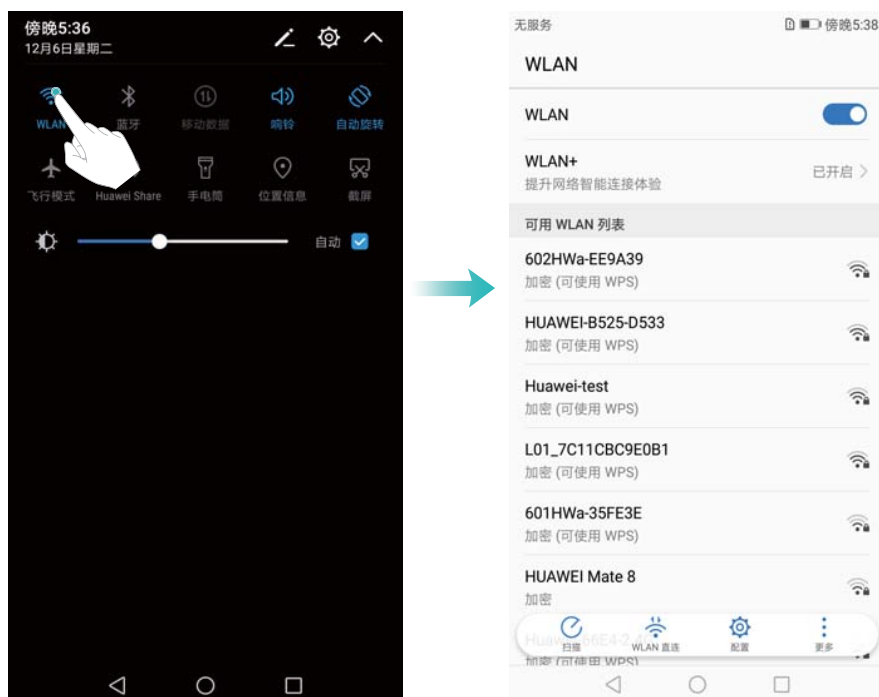 傍晚5:36
12月6日星期二
WLAN 蓝牙 移动数据 响铃 自动旋转
飞行模式 Huawei Share 手电筒 位置信息 截屏
自动
无服务 傍晚5:38
WLAN
WLAN
WLAN+
提升网络智能连接体验
已开启
可用 WLAN 列表
602HWa-EE9A39
加密 (可使用 WPS)
HUAWEI-B525-D533
加密 (可使用 WPS)
Huawei-test
加密 (可使用 WPS)
L01_7C11CBC9E0B1
加密 (可使用 WPS)
601HWa-35FE3E
加密 (可使用 WPS)
HUAWEI Mate 8
加密
扫描 WLAN 直连 配置 更多
加密 (可使用 WPS)